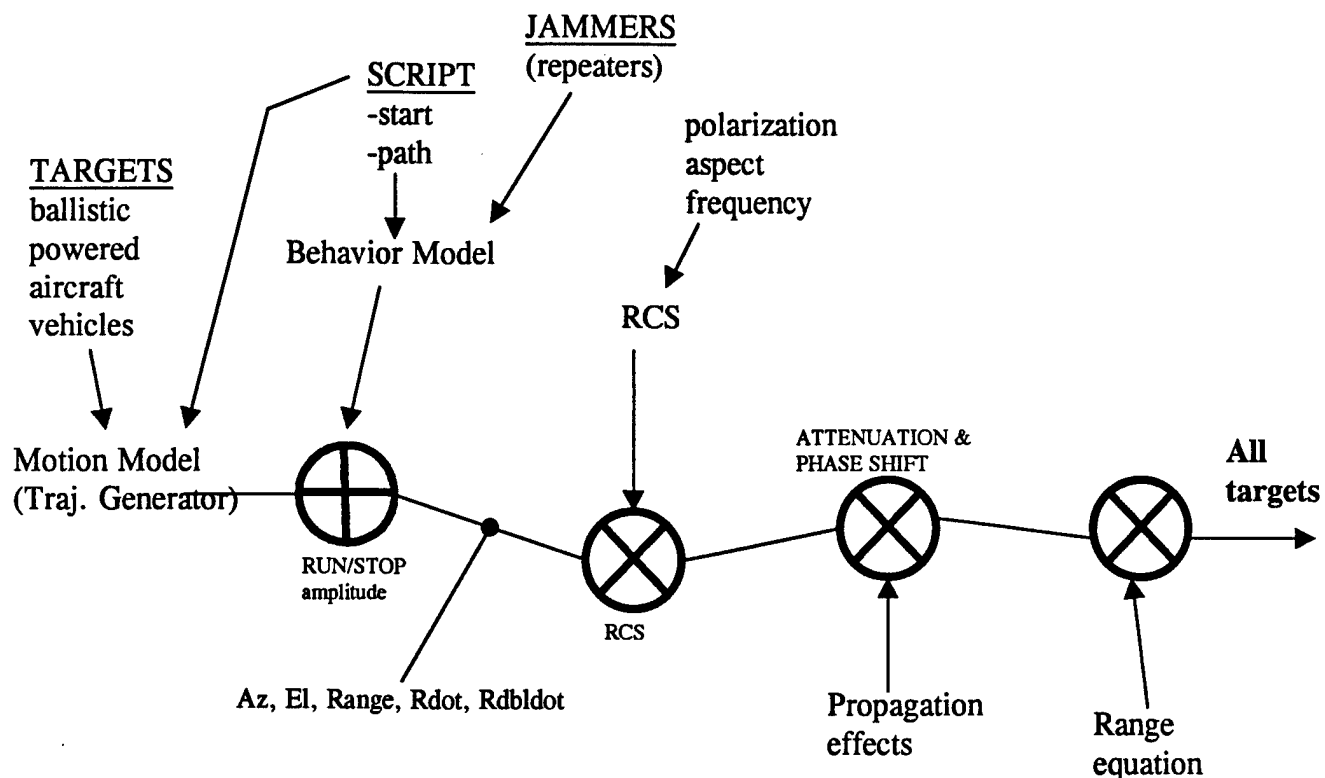 JAMMERS
(repeaters)
SCRIPT
-start
-path
polarization
aspect
frequency
TARGETS
ballistic
powered
aircraft
vehicles
Behavior Model
RCS
Motion Model
(Traj. Generator)
RUN/STOP
amplitude
RCS
ATTENUATION &
PHASE SHIFT
All
targets
Az, El, Range, Rdot, Rdbldot
Propagation
effects
Range
equation